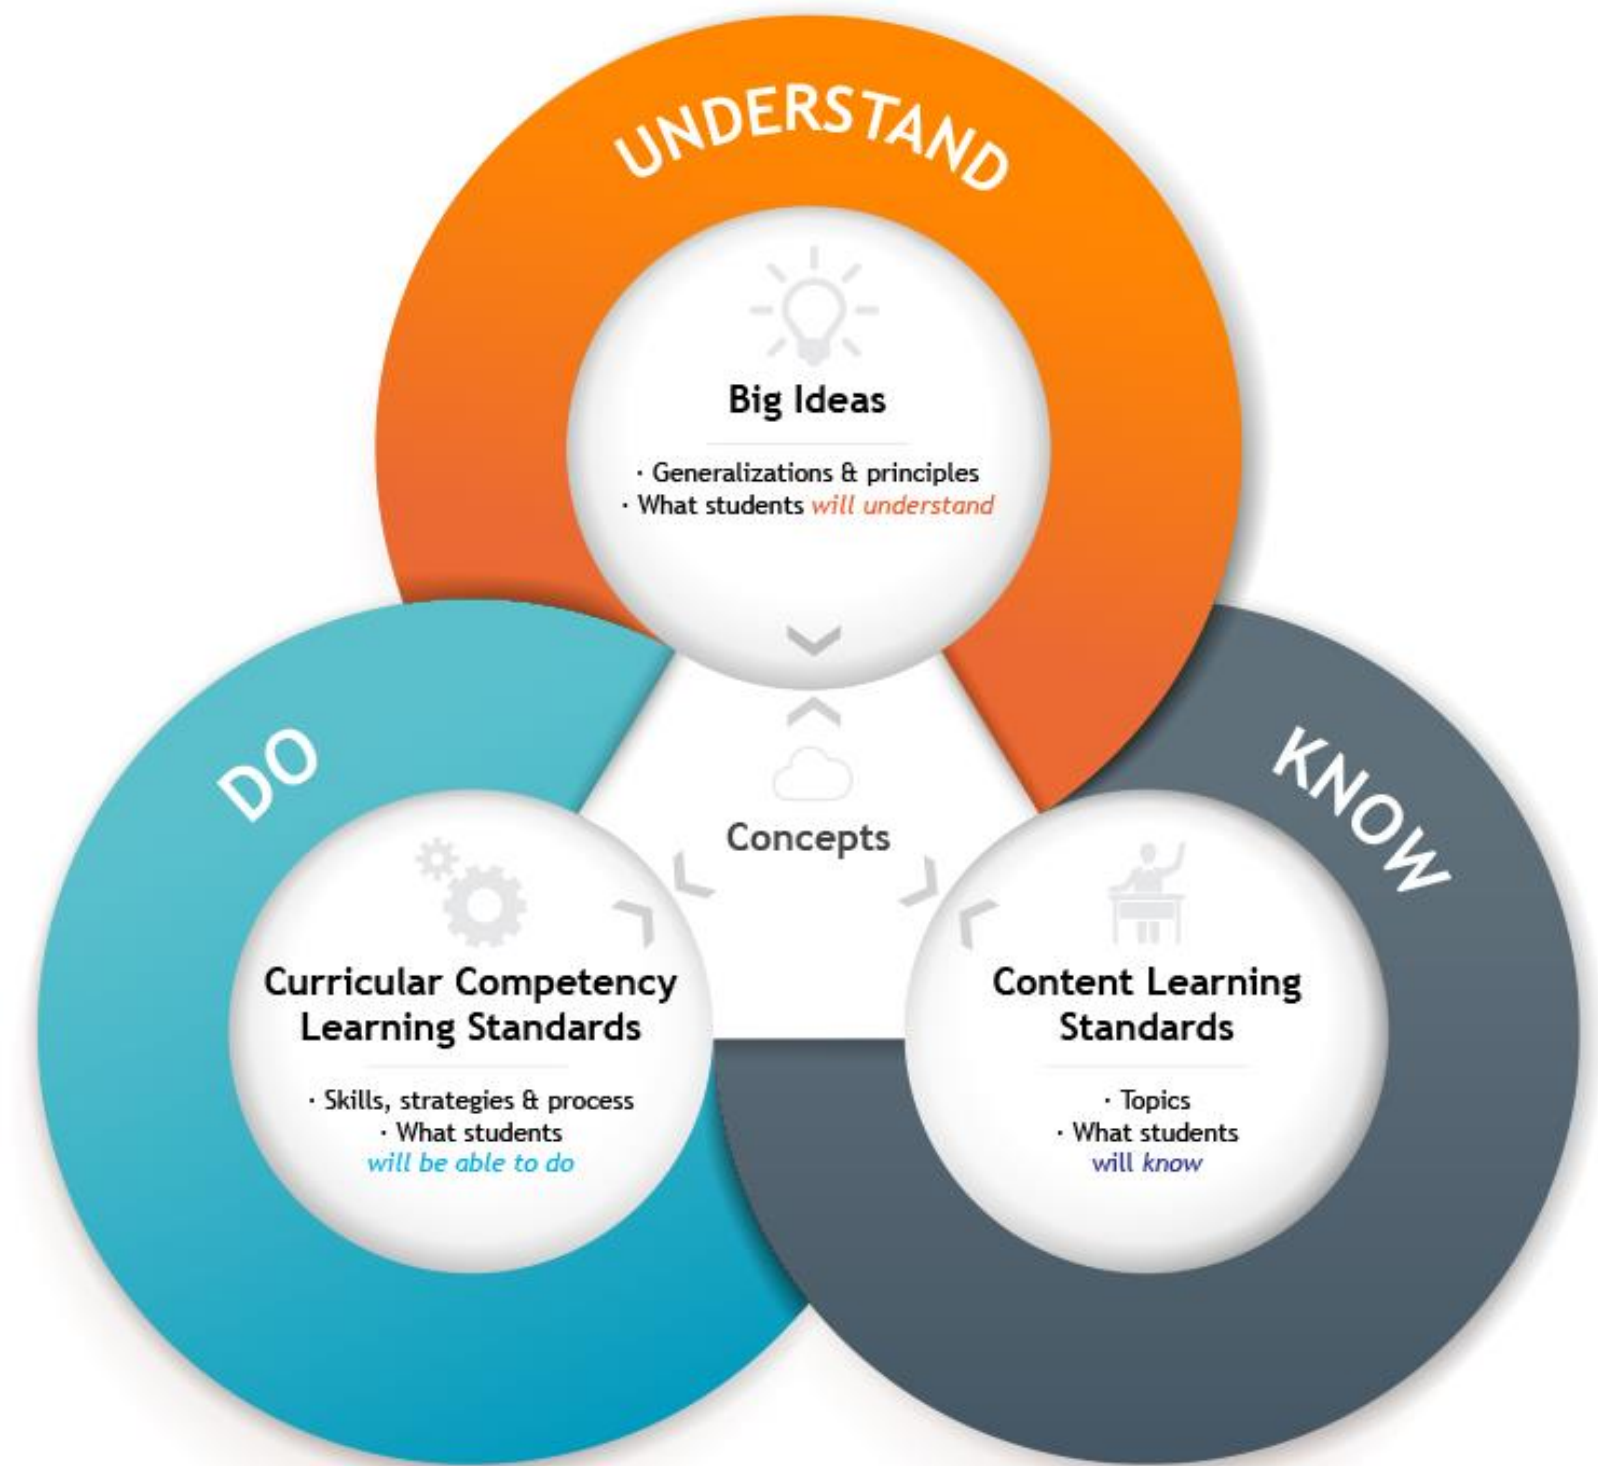 UNDERSTAND
Big Ideas
· Generalizations & principles
· What students will understand
DO
KNOW
Concepts
Curricular Competency
Learning Standards
· Skills, strategies & process
· What students
will be able to do
Content Learning
Standards
· Topics
· What students
will know